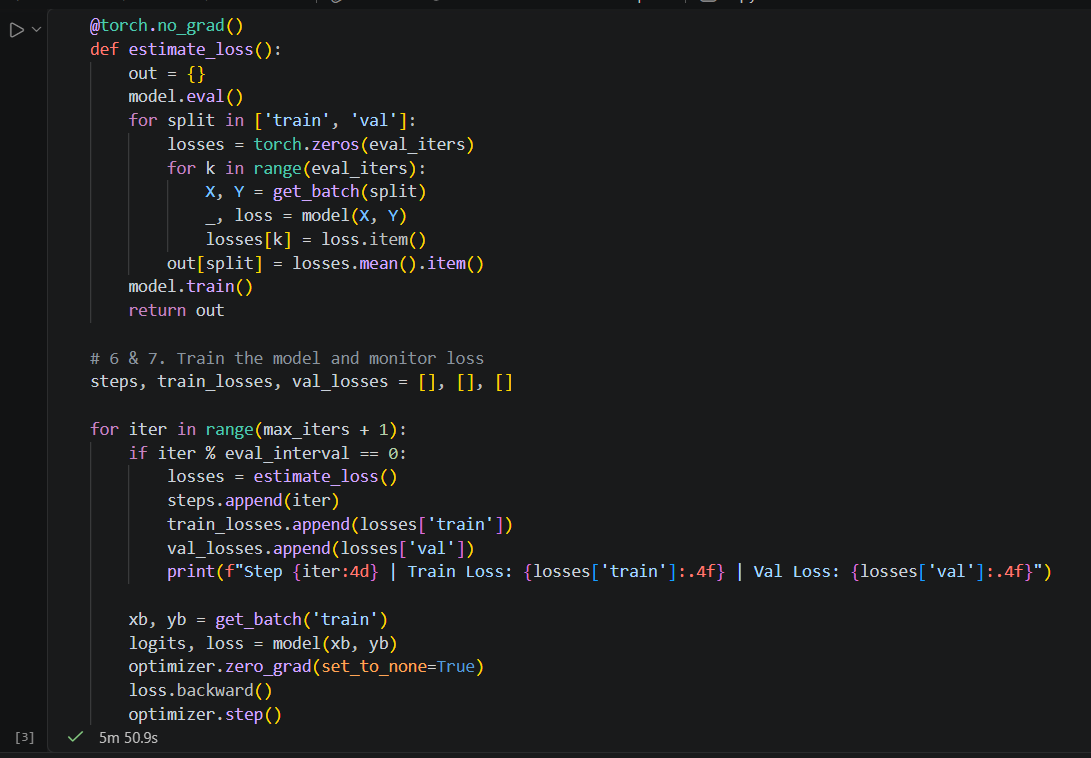 @torch.no_grad()
def estimate_loss():
    out = {}
    model.eval()
    for split in ['train', 'val']:
        losses = torch.zeros(eval_iters)
        for k in range(eval_iters):
            X, Y = get_batch(split)
            _, loss = model(X, Y)
            losses[k] = loss.item()
        out[split] = losses.mean().item()
    model.train()
    return out

# 6 & 7. Train the model and monitor loss
steps, train_losses, val_losses = [], [], []

for iter in range(max_iters + 1):
    if iter % eval_interval == 0:
        losses = estimate_loss()
        steps.append(iter)
        train_losses.append(losses['train'])
        val_losses.append(losses['val'])
        print(f"Step {iter:4d} | Train Loss: {losses['train']:.4f} | Val Loss: {losses['val']:.4f}")

    xb, yb = get_batch('train')
    logits, loss = model(xb, yb)
    optimizer.zero_grad(set_to_none=True)
    loss.backward()
    optimizer.step()
[3] 5m 50.9s